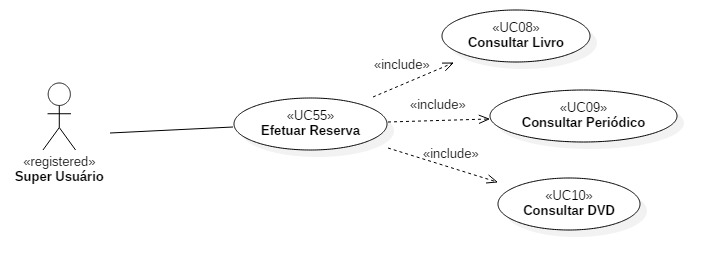 «UC08»
Consultar Livro
«include»
«UC55»
Efetuar Reserva
«include»
«UC09»
Consultar Periódico
«include»
«registered»
Super Usuário
«UC10»
Consultar DVD